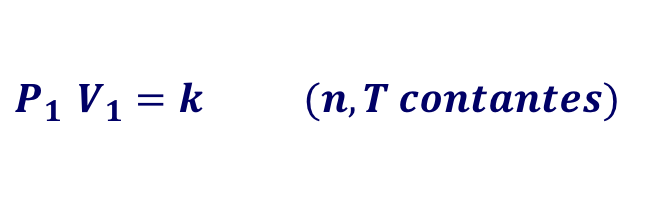 P₁ V₁ = k (n, T contantes)